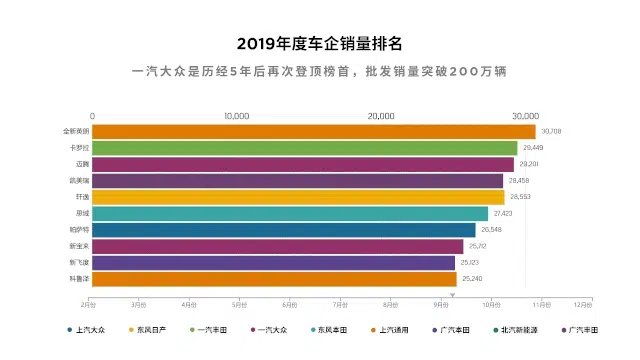 2019年度车企销量排名
一汽大众是历经5年后再次登顶榜首，批发销量突破200万辆
0 10,000 20,000 30,000
全新英朗 30,708
卡罗拉 29,449
迈腾 29,201
凯美瑞 28,458
轩逸 28,553
思域 27,423
帕萨特 26,548
新宝来 25,712
新飞度 25,123
科鲁泽 25,240
2月份 3月份 4月份 5月份 6月份 7月份 8月份 9月份 10月份 11月份 12月份
上汽大众 东风日产 一汽丰田 一汽大众 东风本田 上汽通用 广汽本田 北汽新能源 广汽丰田